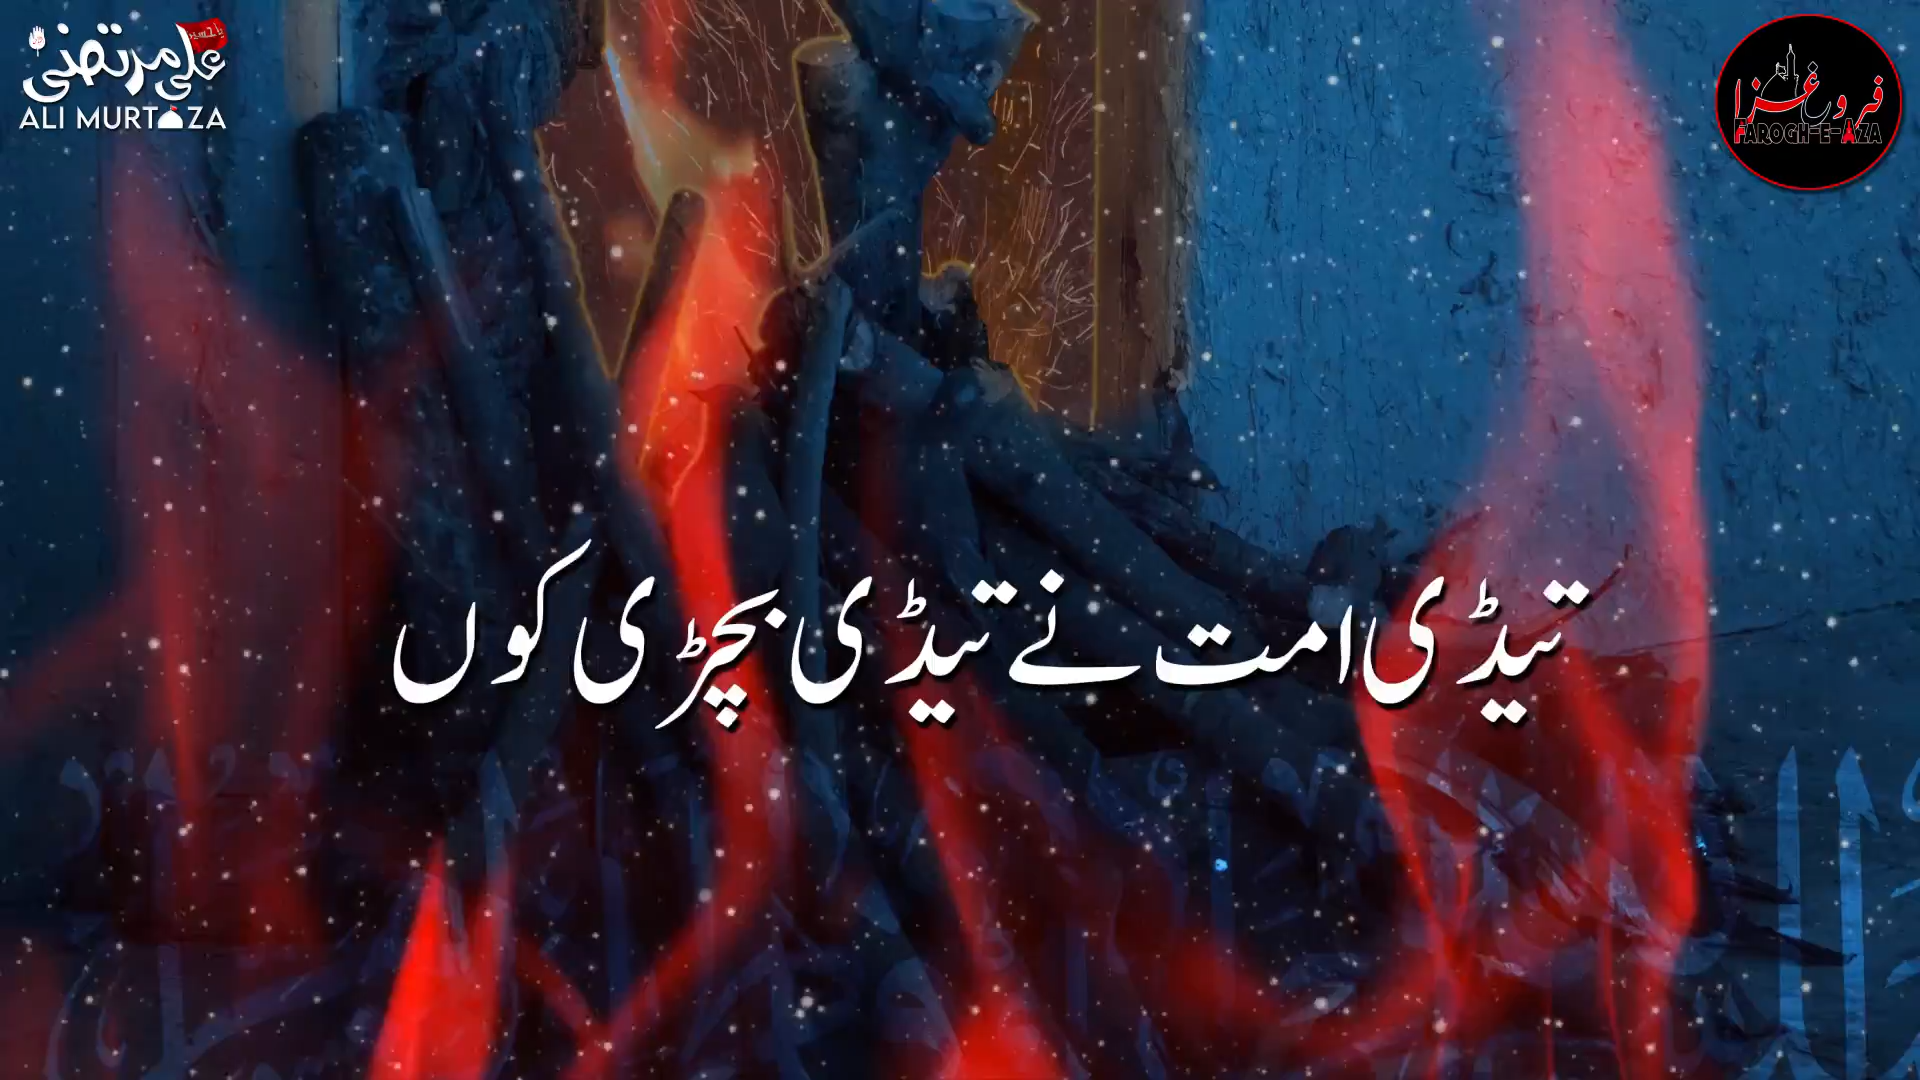 علی مرتضیٰ
ALI MURTAZA
فروغ عزا
FAROGH-E-AZA
تیڈی امت نے تیڈی بچڑی کوں